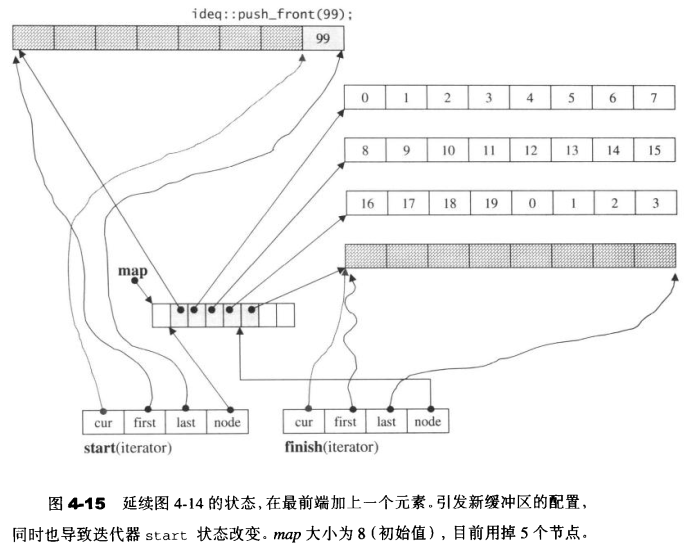 ideq::push_front(99);
99
0 1 2 3 4 5 6 7
8 9 10 11 12 13 14 15
16 17 18 19 0 1 2 3
map
cur first last node
start(iterator)
cur first last node
finish(iterator)
图 4-15 延续图 4-14 的状态,在最前端加上一个元素。引发新缓冲区的配置,
同时也导致迭代器 start 状态改变。map 大小为 8(初始值),目前用掉 5 个节点。